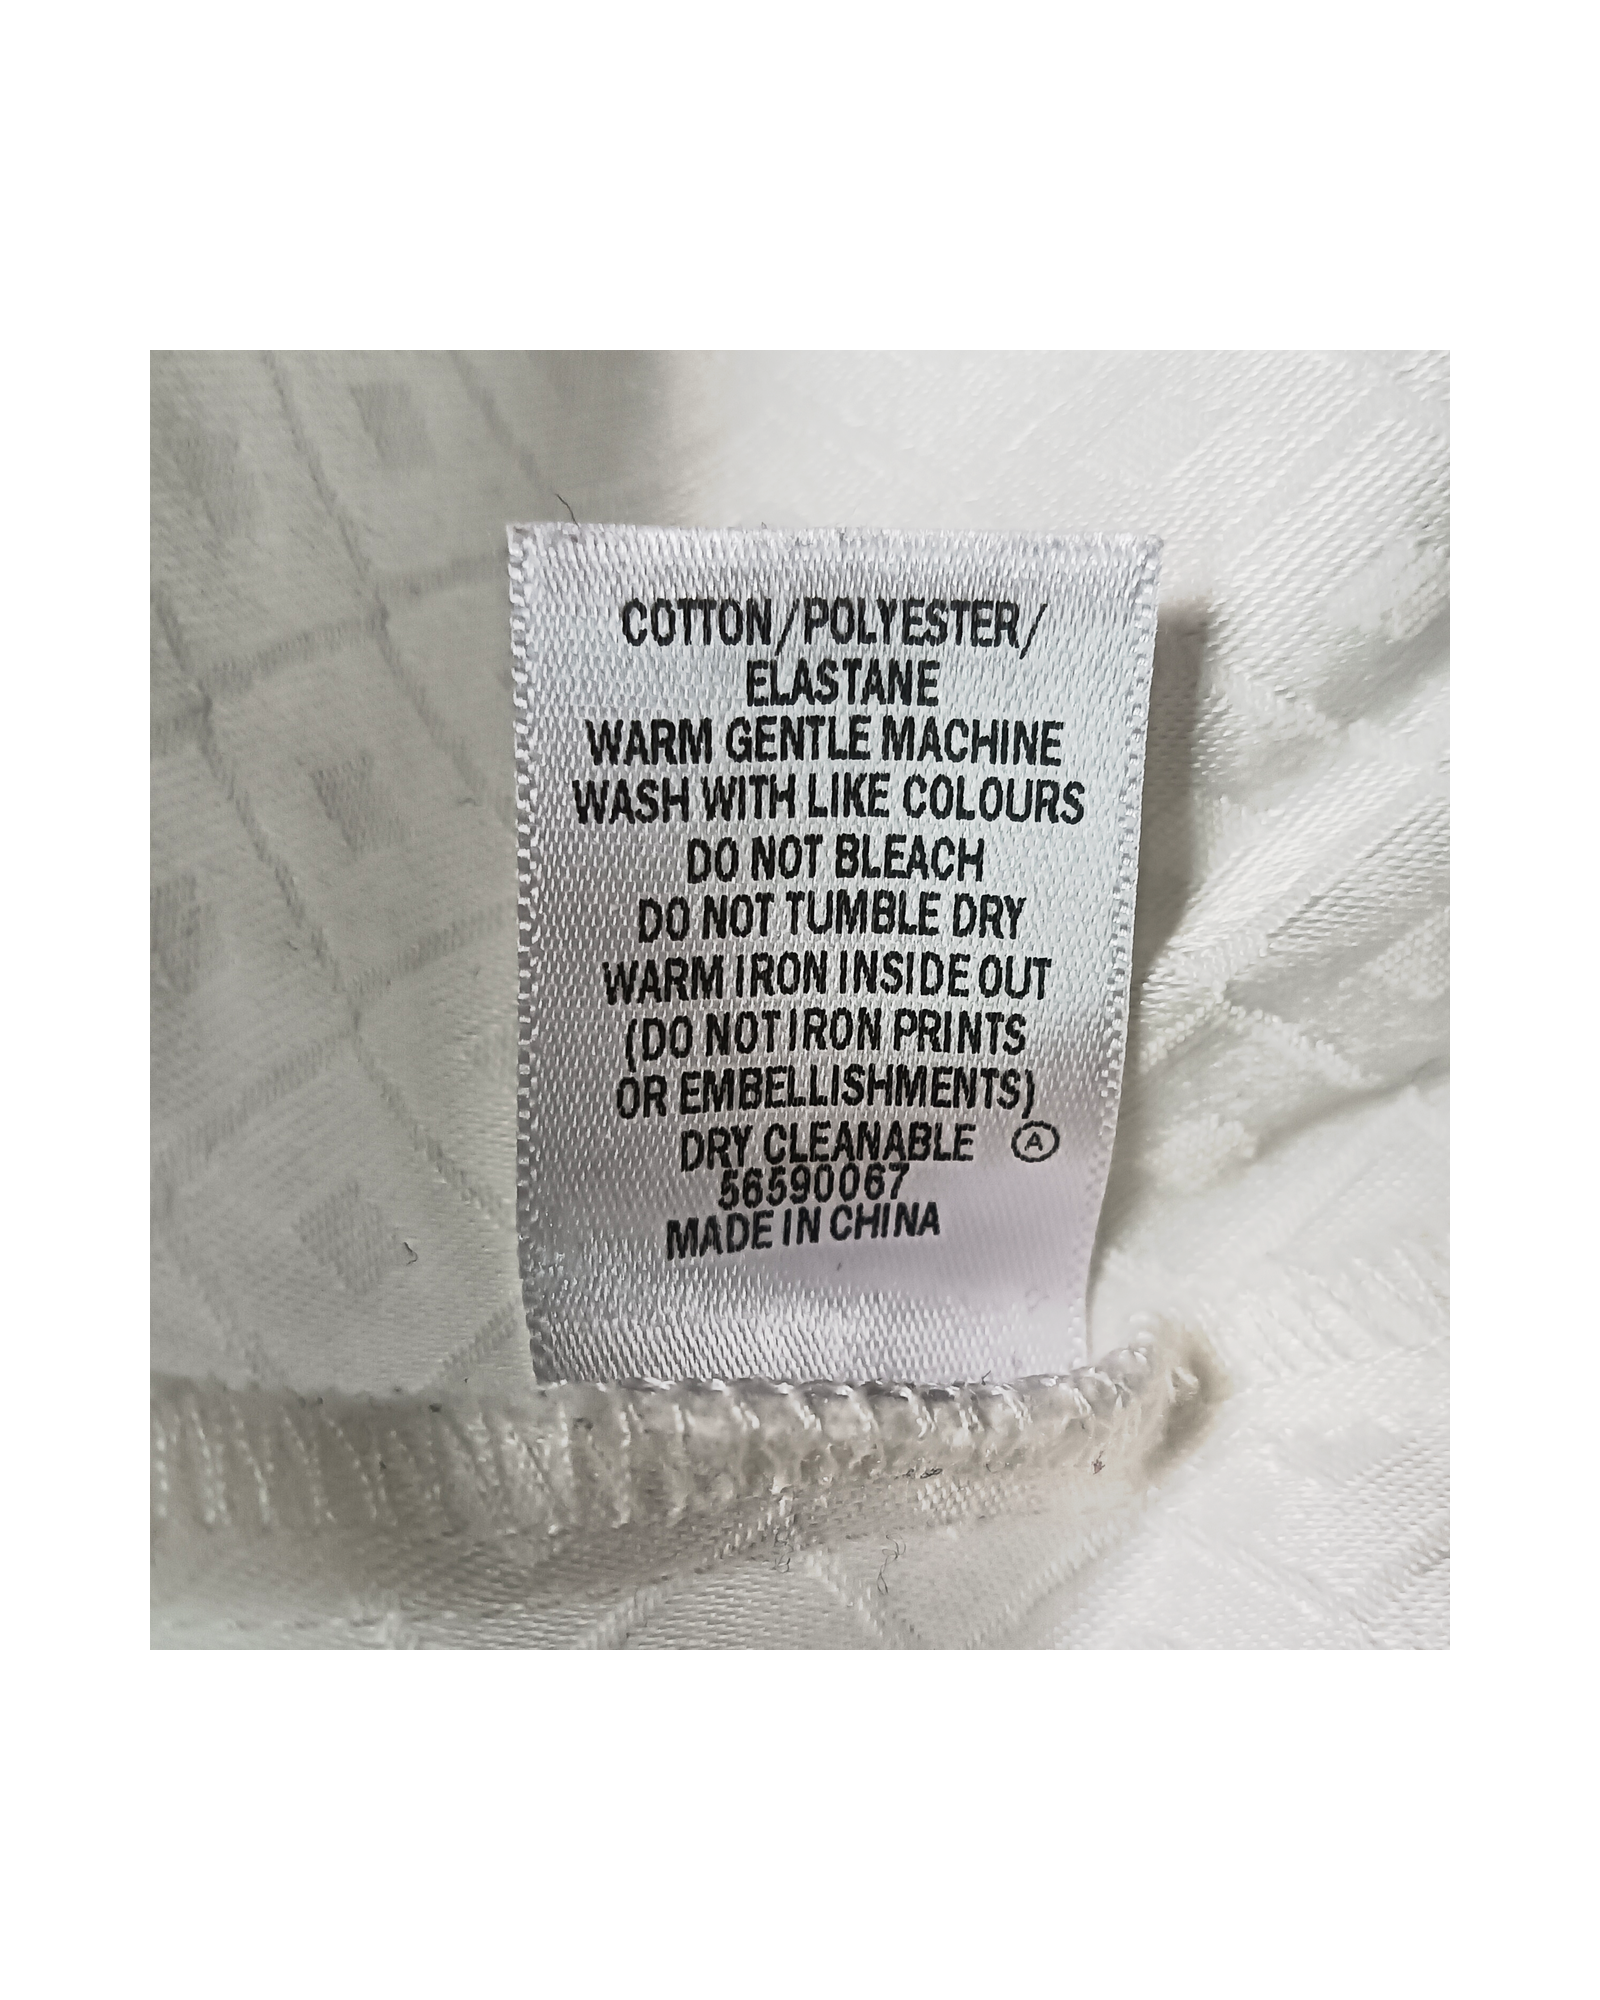 COTTON/POLYESTER/
ELASTANE
WARM GENTLE MACHINE
WASH WITH LIKE COLOURS
DO NOT BLEACH
DO NOT TUMBLE DRY
WARM IRON INSIDE OUT
(DO NOT IRON PRINTS
OR EMBELLISHMENTS)
DRY CLEANABLE Ⓐ
56590067
MADE IN CHINA